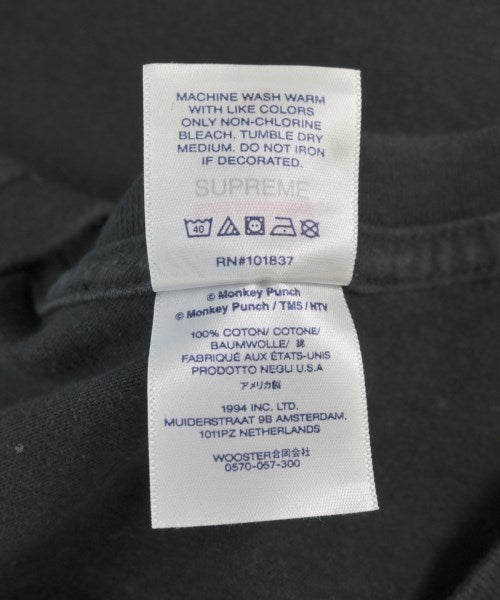 MACHINE WASH WARM
WITH LIKE COLORS
ONLY NON-CHLORINE
BLEACH. TUMBLE DRY
MEDIUM. DO NOT IRON
IF DECORATED.
SUPREME
40
RN#101837
© Monkey Punch
© Monkey Punch / TMS / NTV
100% COTON/ COTONE/
BAUMWOLLE/ 綿
FABRIQUÉ AUX ÉTATS-UNIS
PRODOTTO NEGLI U.S.A
アメリカ製
1994 INC. LTD.
MUIDERSTRAAT 9B AMSTERDAM.
1011PZ NETHERLANDS
WOOSTER合同会社
0570-057-300